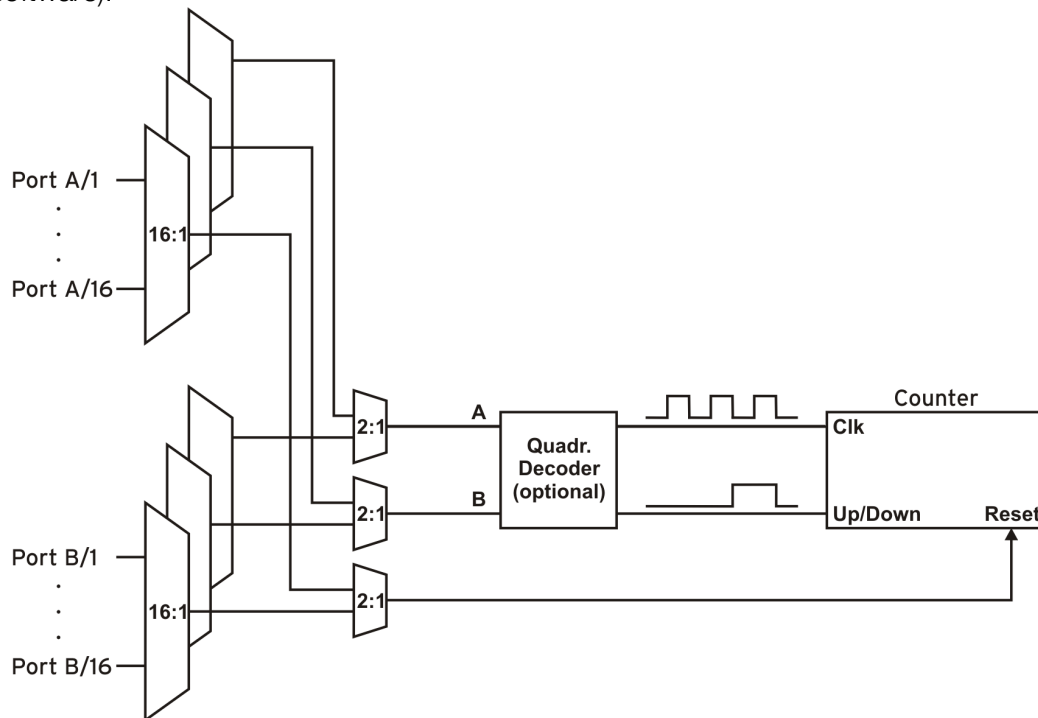 Port A/1
.
.
.
Port A/16
16:1
Port B/1
.
.
.
Port B/16
16:1
2:1
2:1
2:1
A
B
Quadr.
Decoder
(optional)
Counter
Clk
Up/Down
Reset